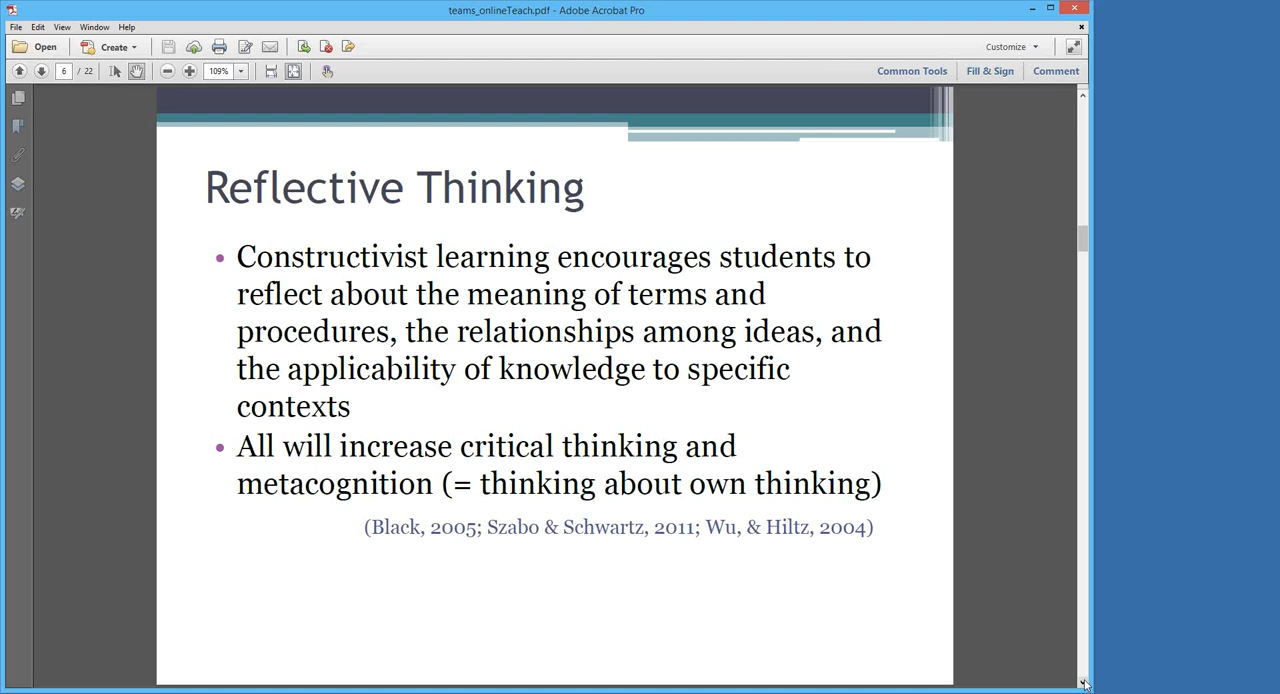 teams_onlineTeach.pdf - Adobe Acrobat Pro
File Edit View Window Help
Open Create Customize
6 / 22 109% Common Tools Fill & Sign Comment
Reflective Thinking
• Constructivist learning encourages students to
reflect about the meaning of terms and
procedures, the relationships among ideas, and
the applicability of knowledge to specific
contexts
• All will increase critical thinking and
metacognition (= thinking about own thinking)
(Black, 2005; Szabo & Schwartz, 2011; Wu, & Hiltz, 2004)